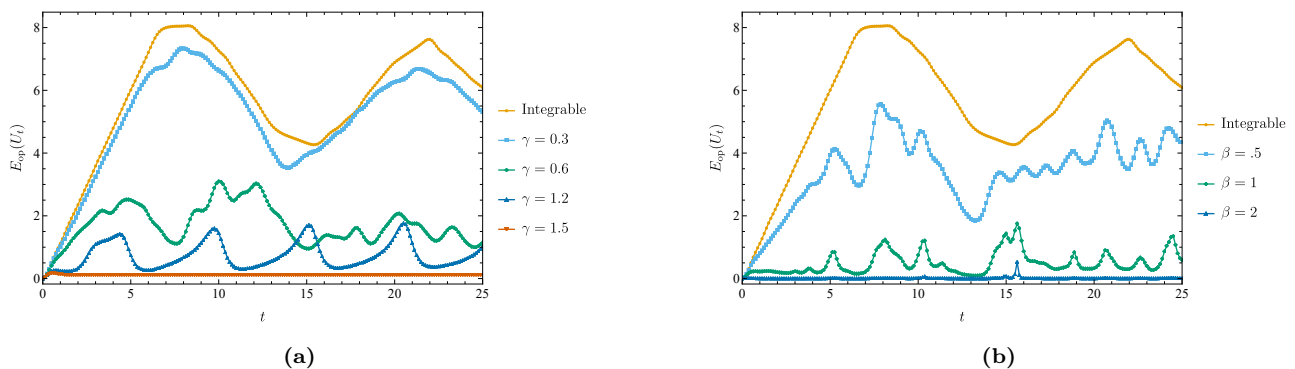 8
6
4
2
0
E_op(U_t)
0 5 10 15 20 25
t
Integrable
γ = 0.3
γ = 0.6
γ = 1.2
γ = 1.5
(a)
8
6
4
2
0
E_op(U_t)
0 5 10 15 20 25
t
Integrable
β = .5
β = 1
β = 2
(b)